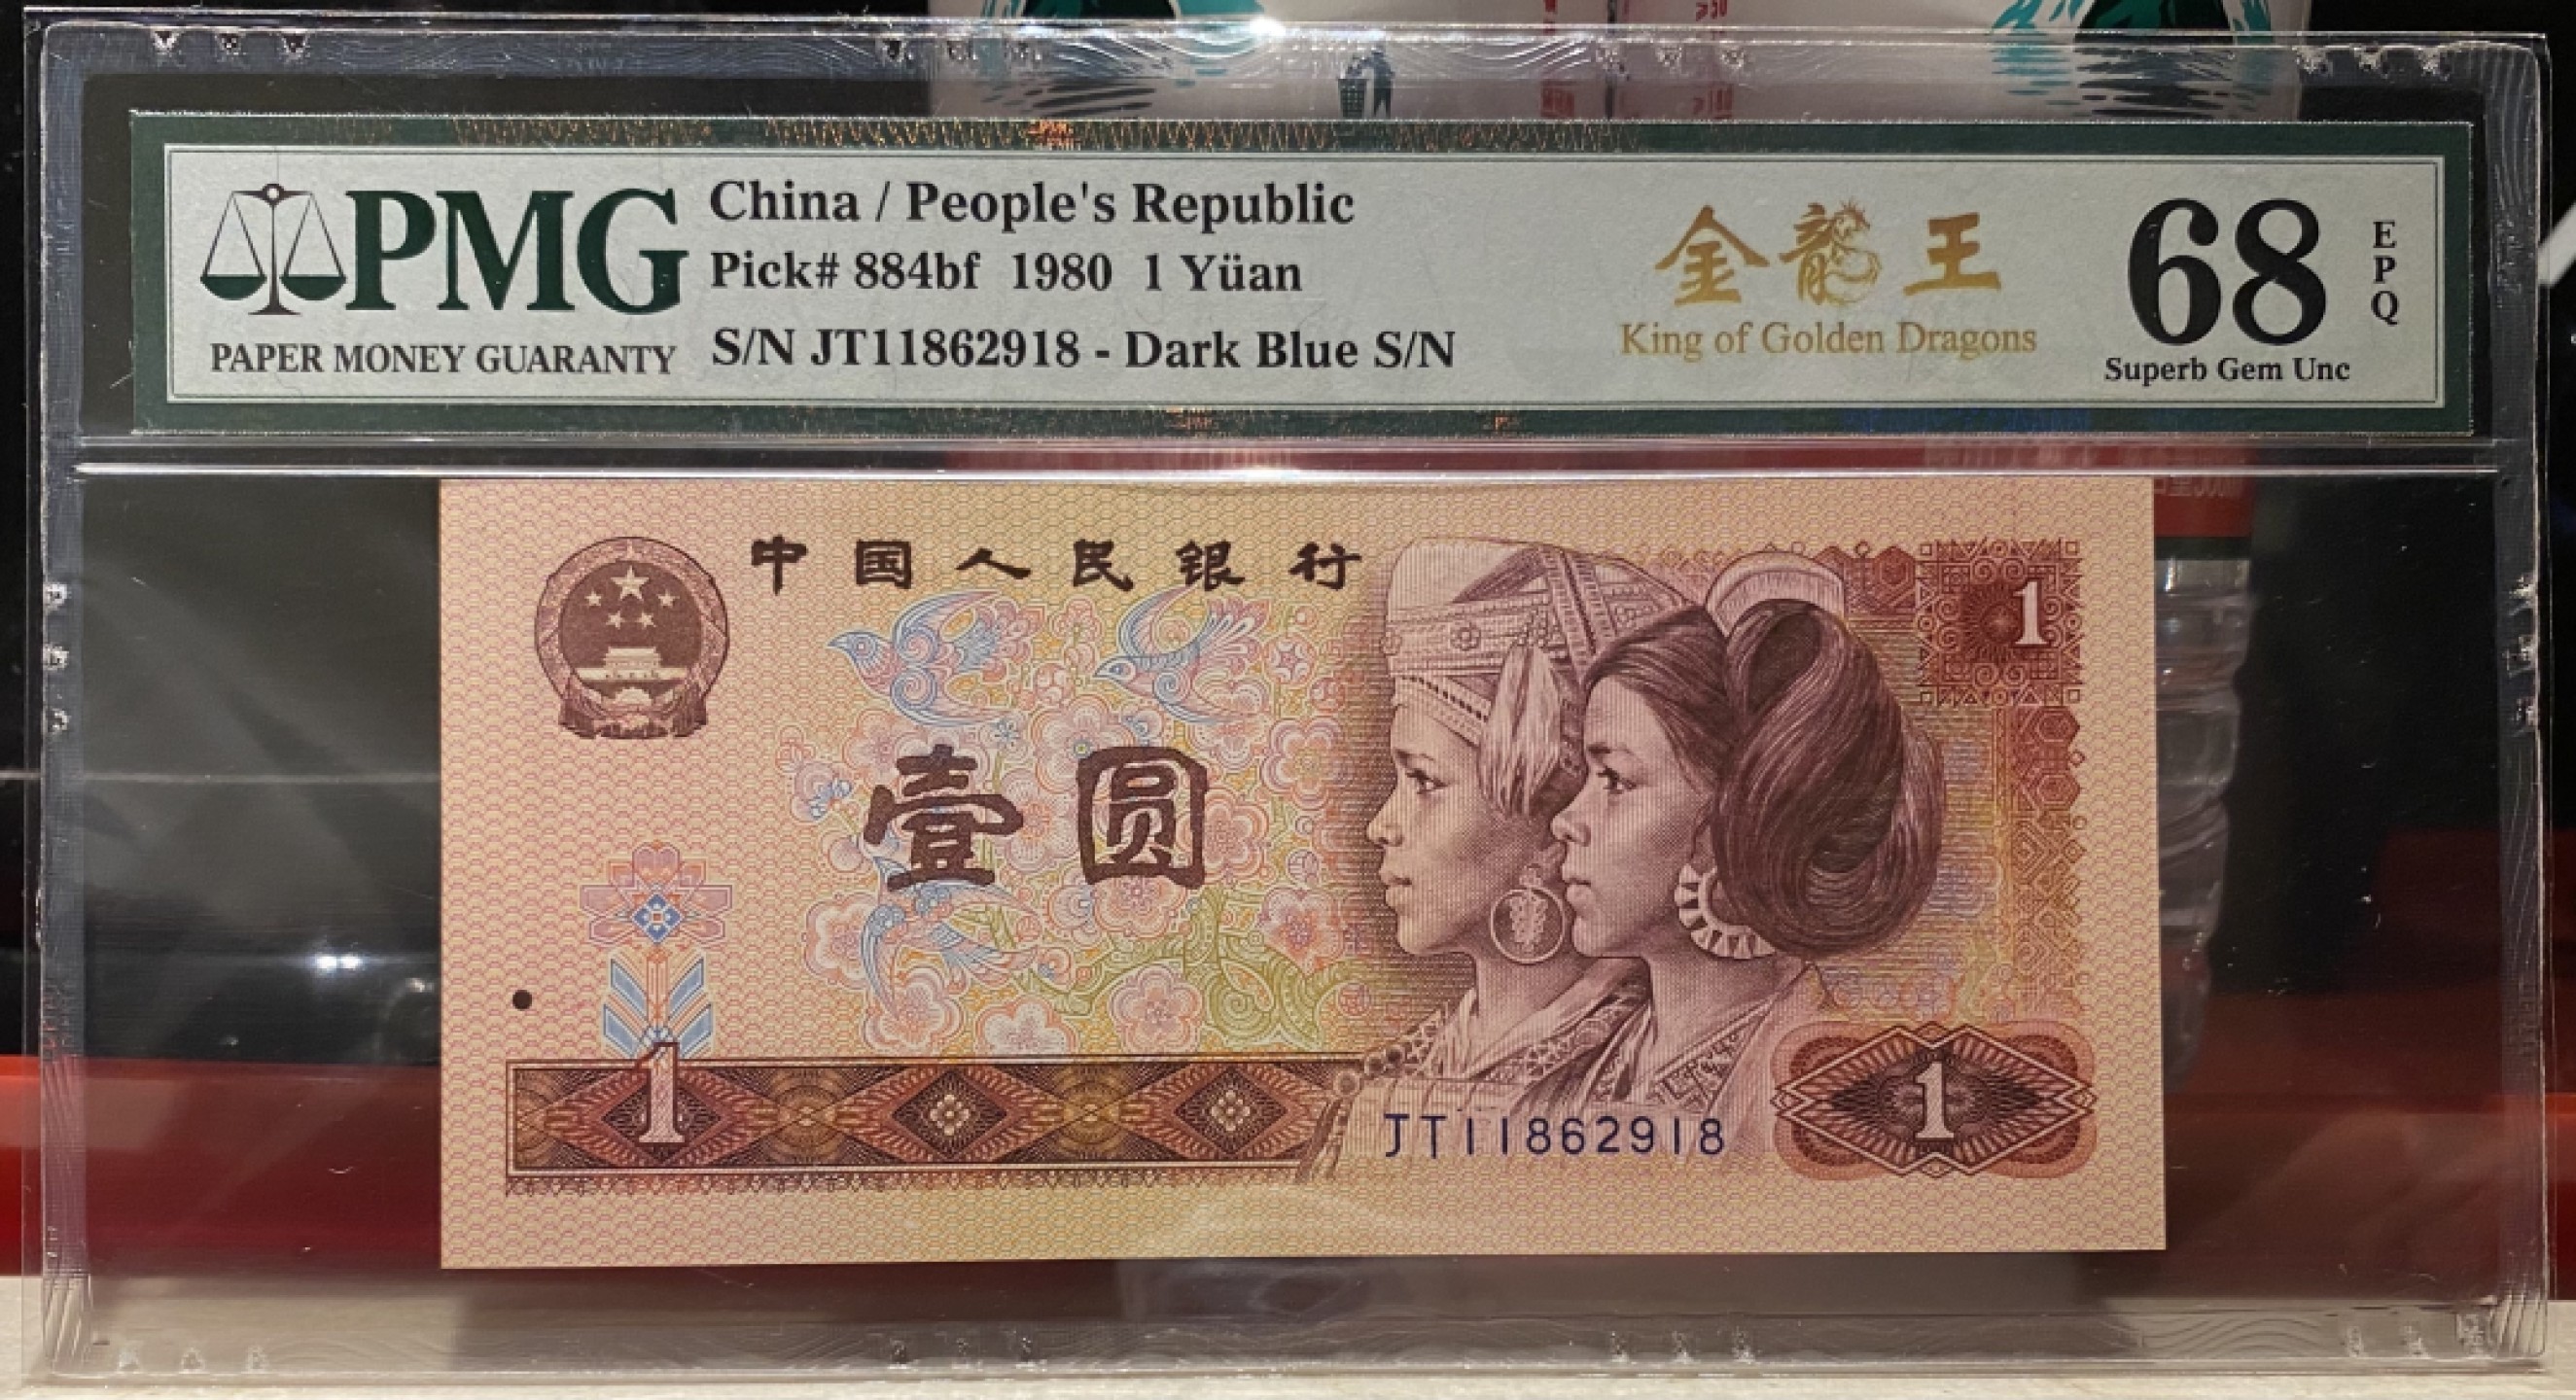 PMG
PAPER MONEY GUARANTY
China / People's Republic
Pick# 884bf 1980 1 Yüan
S/N JT11862918 - Dark Blue S/N
金龍王
King of Golden Dragons
68
EPQ
Superb Gem Unc
中国人民银行
1
壹圆
1
JT11862918
1